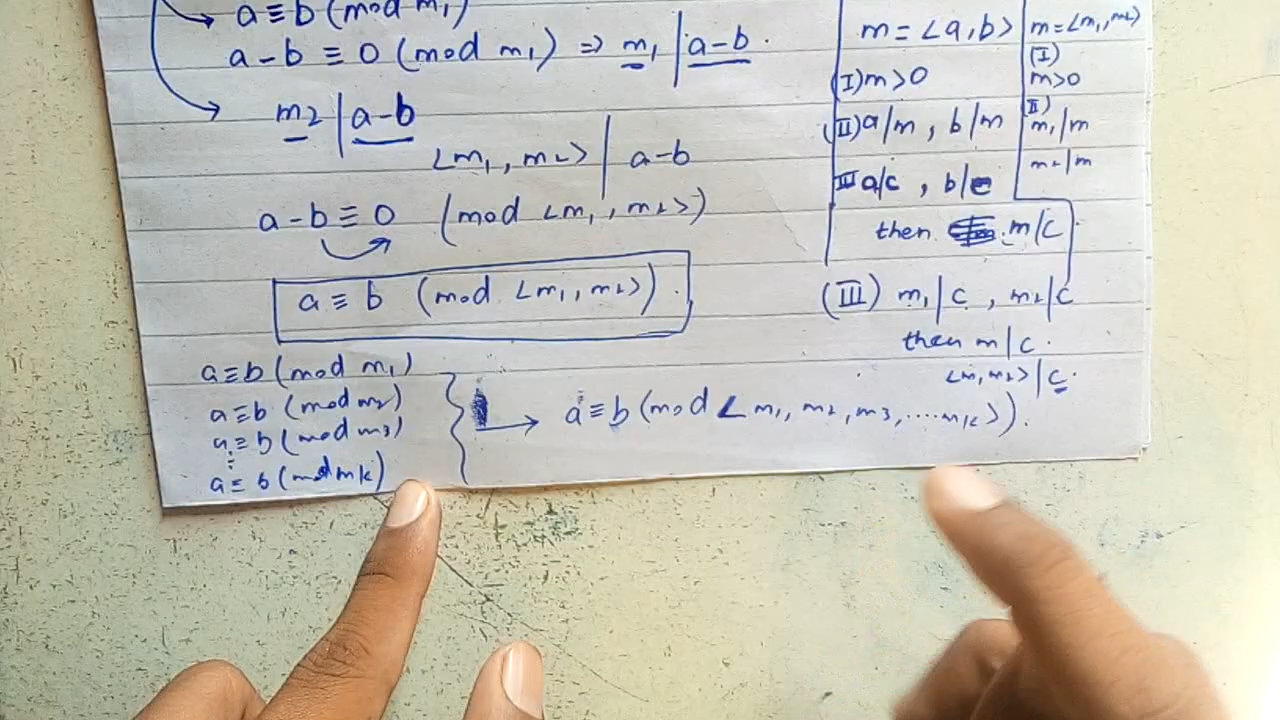 a ≡ b (mod m₁)
a - b ≡ 0 (mod m₁) ⇒ m₁ | a-b .
m₂ | a-b
<m₁, m₂> | a-b
a-b ≡ 0 (mod <m₁, m₂>)
a ≡ b (mod <m₁, m₂>) .
a≡b (mod m₁)
a≡b (mod m₂)
a≡b (mod m₃)
⋮
a≡ b (mod mk)
→ a≡b (mod < m₁, m₂, m₃, .....mk>).
m = <a, b>
(I) m>0
(II) a/m , b/m
III a/c , b/c
then m/c .
m=<m₁, m₂>
(I)
m>0
II)
m₁/m
m₂/m
(III) m₁|c , m₂|c
then m|c .
<m₁, m₂>|c .